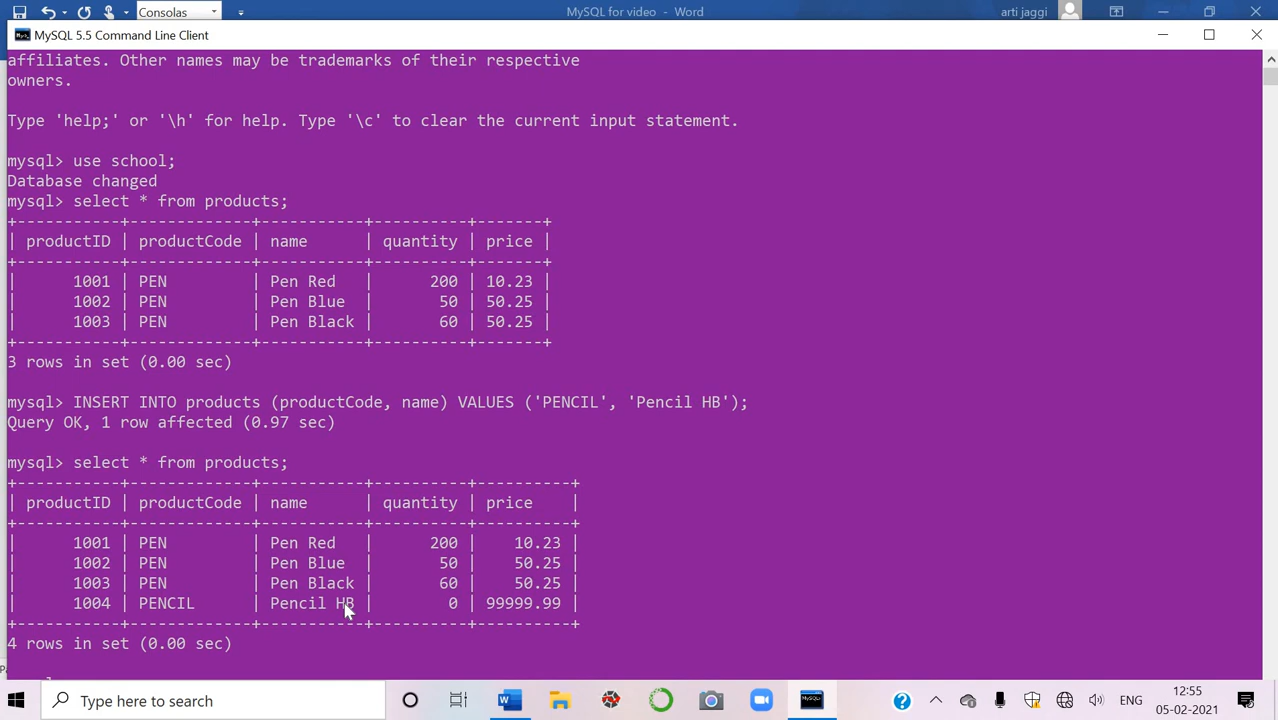 Consolas
MySQL for video - Word
arti jaggi
MySQL 5.5 Command Line Client
affiliates. Other names may be trademarks of their respective
owners.
Type 'help;' or '\h' for help. Type '\c' to clear the current input statement.
mysql> use school;
Database changed
mysql> select * from products;
+-----------+-------------+-----------+----------+-------+
| productID | productCode | name      | quantity | price |
+-----------+-------------+-----------+----------+-------+
|      1001 | PEN         | Pen Red   |      200 | 10.23 |
|      1002 | PEN         | Pen Blue  |       50 | 50.25 |
|      1003 | PEN         | Pen Black |       60 | 50.25 |
+-----------+-------------+-----------+----------+-------+
3 rows in set (0.00 sec)
mysql> INSERT INTO products (productCode, name) VALUES ('PENCIL', 'Pencil HB');
Query OK, 1 row affected (0.97 sec)
mysql> select * from products;
+-----------+-------------+-----------+----------+----------+
| productID | productCode | name      | quantity | price    |
+-----------+-------------+-----------+----------+----------+
|      1001 | PEN         | Pen Red   |      200 |    10.23 |
|      1002 | PEN         | Pen Blue  |       50 |    50.25 |
|      1003 | PEN         | Pen Black |       60 |    50.25 |
|      1004 | PENCIL      | Pencil HB |        0 | 99999.99 |
+-----------+-------------+-----------+----------+----------+
4 rows in set (0.00 sec)
Type here to search
ENG
12:55
05-02-2021